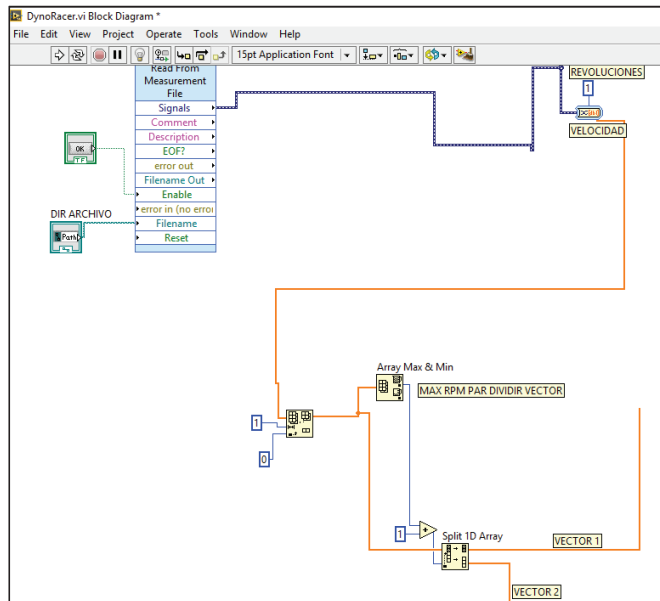 DynoRacer.vi Block Diagram *
File Edit View Project Operate Tools Window Help
15pt Application Font
Read From
Measurement
File
Signals
Comment
Description
EOF?
error out
Filename Out
Enable
error in (no error
Filename
Reset
OK
TF
DIR ARCHIVO
Path
REVOLUCIONES
1
VELOCIDAD
Array Max & Min
MAX RPM PAR DIVIDIR VECTOR
1
0
1
Split 1D Array
VECTOR 1
VECTOR 2